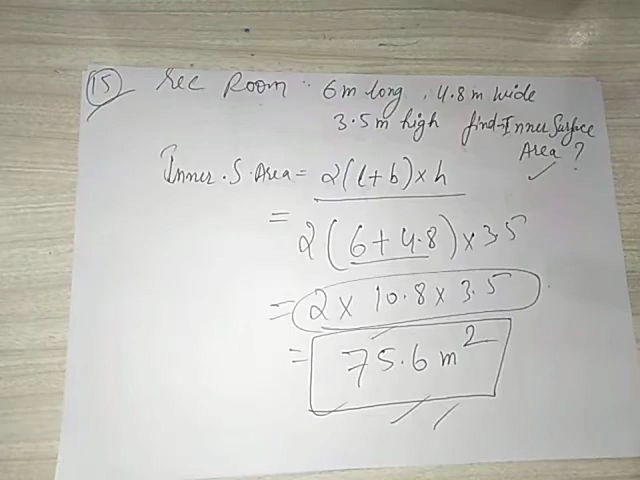 15 Rec Room : 6m long, 4.8m wide
3.5m high find-Inner Surface
Area ?
Inner . S. Area = 2(l+b)×h
= 2(6+4.8)×3.5
= 2 × 10.8 × 3.5
= 75.6 m²